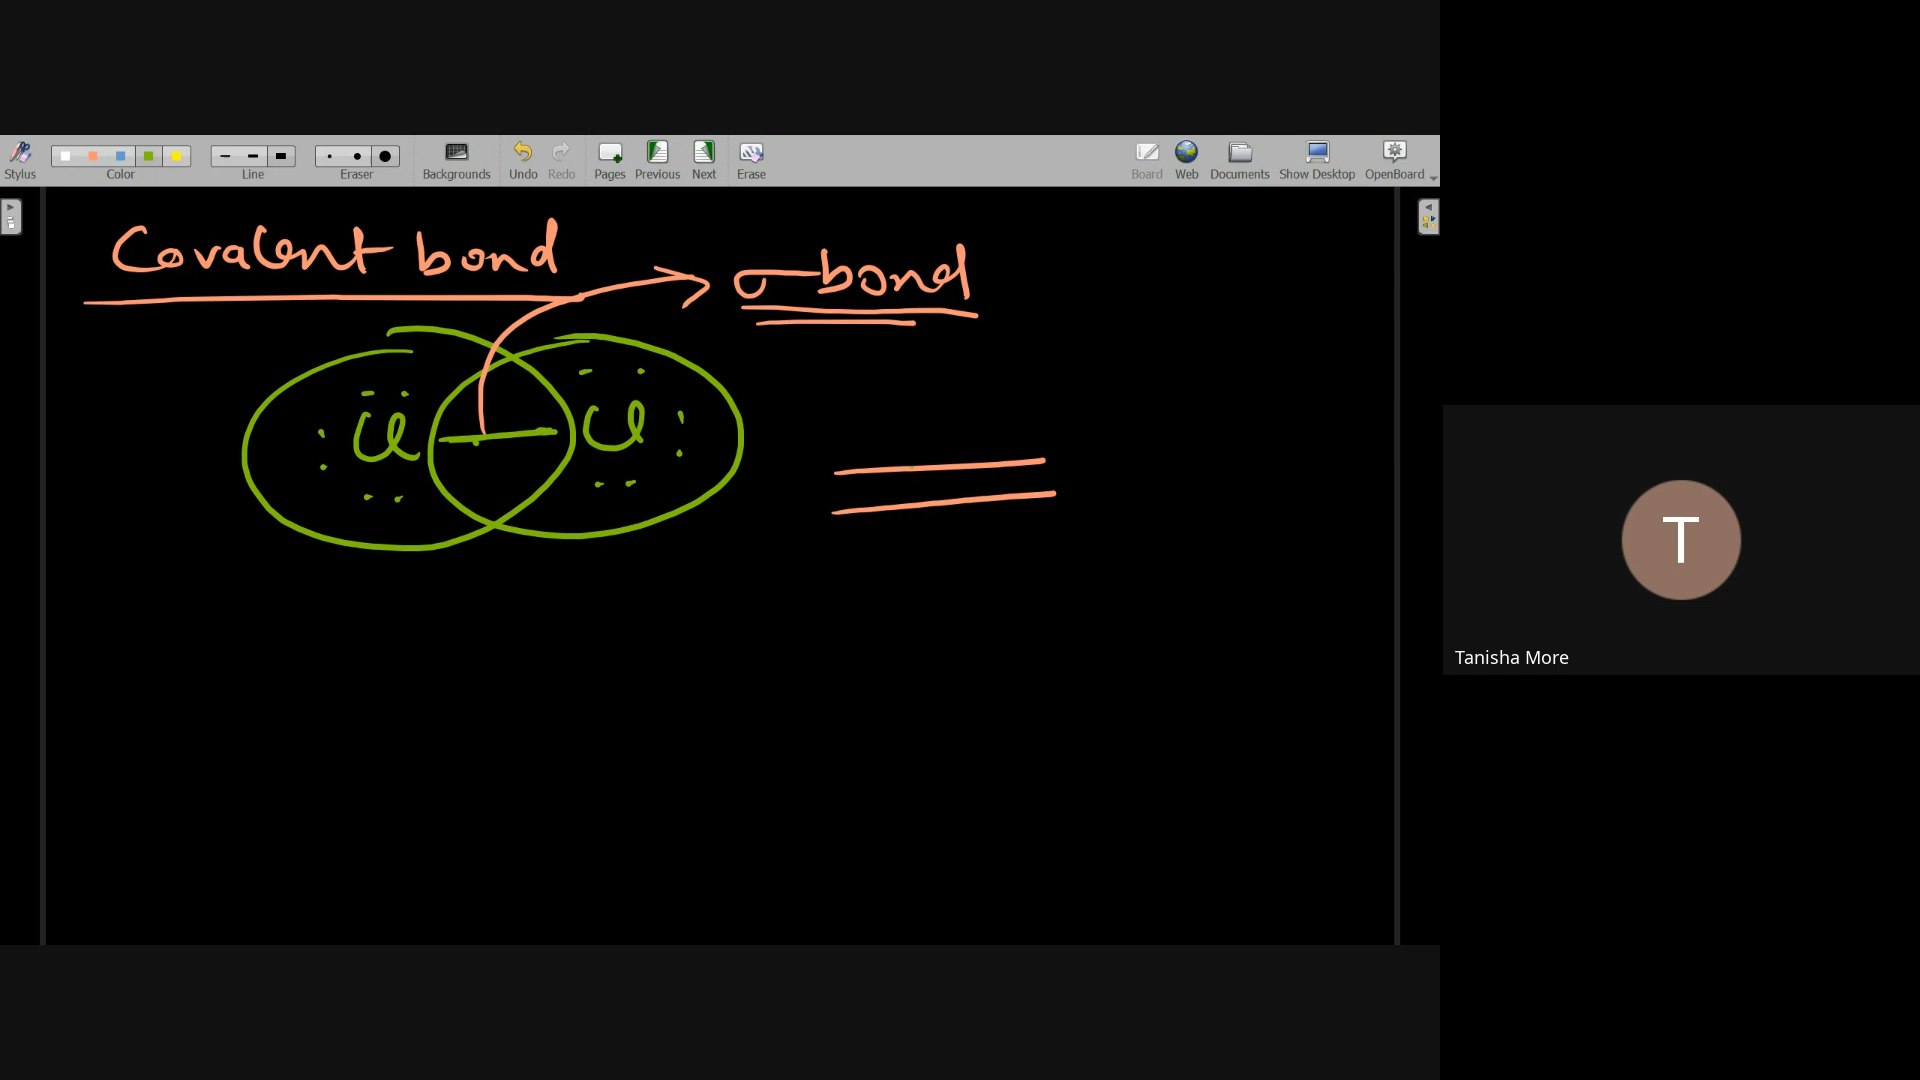 Stylus
Color
Line
Eraser
Backgrounds
Undo
Redo
Pages
Previous
Next
Erase
Board
Web
Documents
Show Desktop
OpenBoard
Covalent bond
σ-bond
Cl — Cl
T
Tanisha More